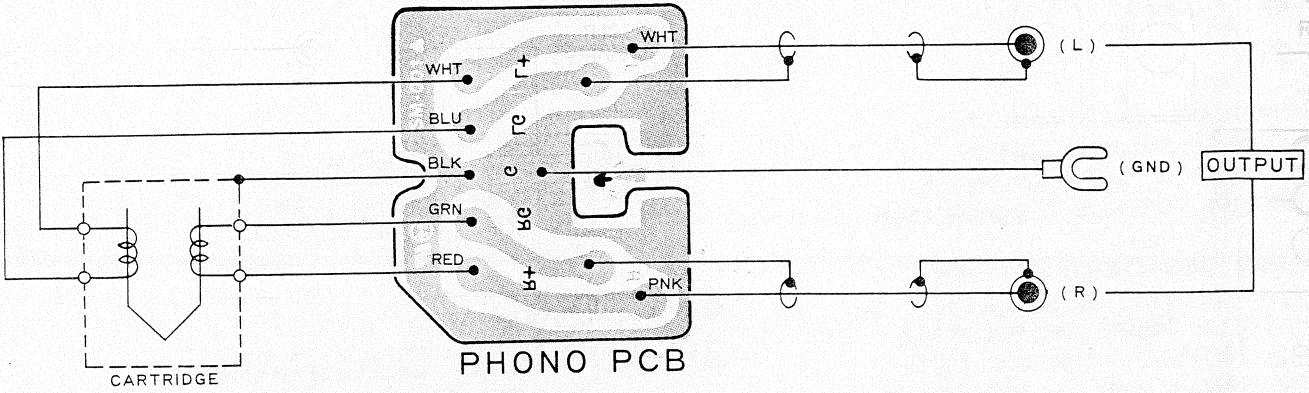 WHT
WHT
L+
(L)
BLU
LG
BLK
G
(GND)
OUTPUT
GRN
RG
RED
R+
PNK
(R)
PHONO PCB
CARTRIDGE